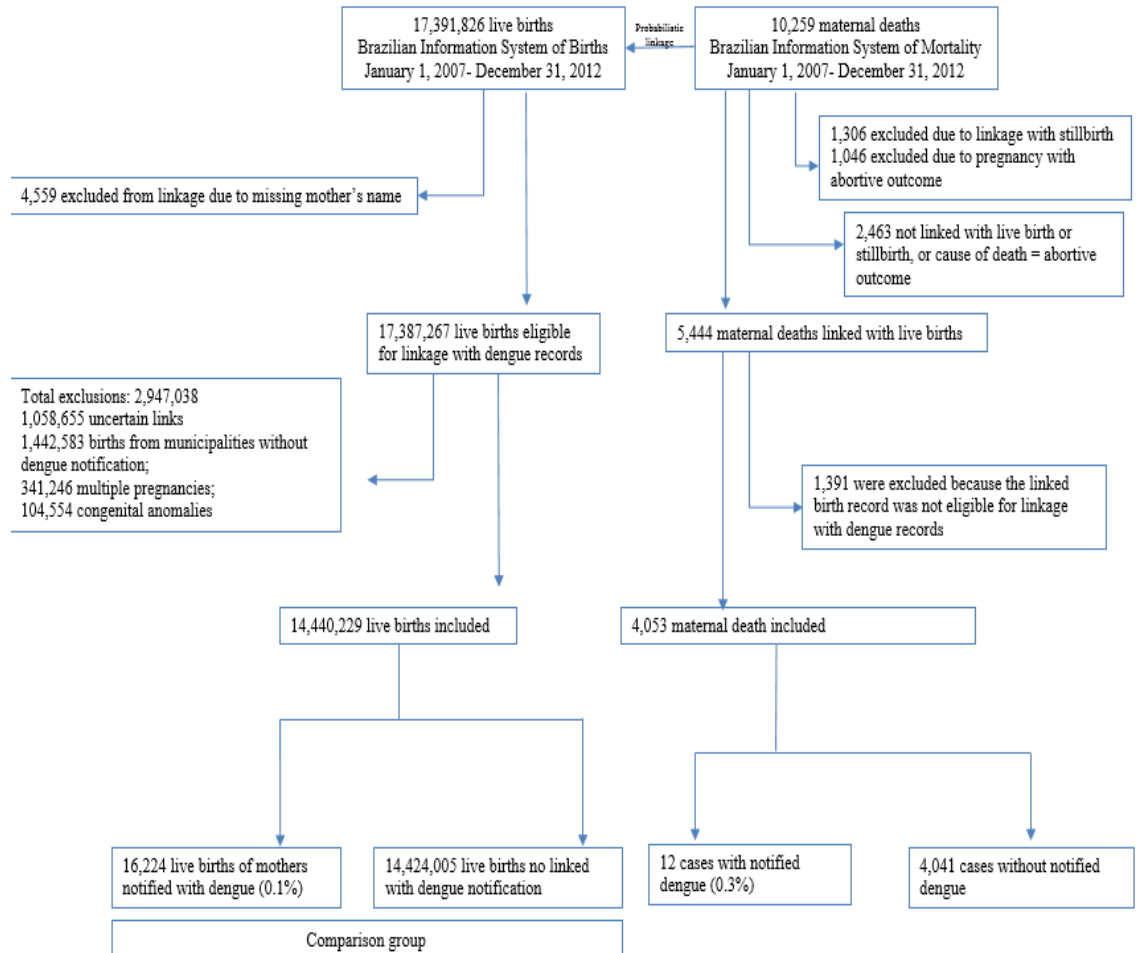 17,391,826 live births
Brazilian Information System of Births
January 1, 2007- December 31, 2012
Probabilistic
linkage
10,259 maternal deaths
Brazilian Information System of Mortality
January 1, 2007- December 31, 2012
1,306 excluded due to linkage with stillbirth
1,046 excluded due to pregnancy with
abortive outcome
4,559 excluded from linkage due to missing mother's name
2,463 not linked with live birth or
stillbirth, or cause of death = abortive
outcome
17,387,267 live births eligible
for linkage with dengue records
5,444 maternal deaths linked with live births
Total exclusions: 2,947,038
1,058,655 uncertain links
1,442,583 births from municipalities without
dengue notification;
341,246 multiple pregnancies;
104,554 congenital anomalies
1,391 were excluded because the linked
birth record was not eligible for linkage
with dengue records
14,440,229 live births included
4,053 maternal death included
16,224 live births of mothers
notified with dengue (0.1%)
14,424,005 live births no linked
with dengue notification
12 cases with notified
dengue (0.3%)
4,041 cases without notified
dengue
Comparison group